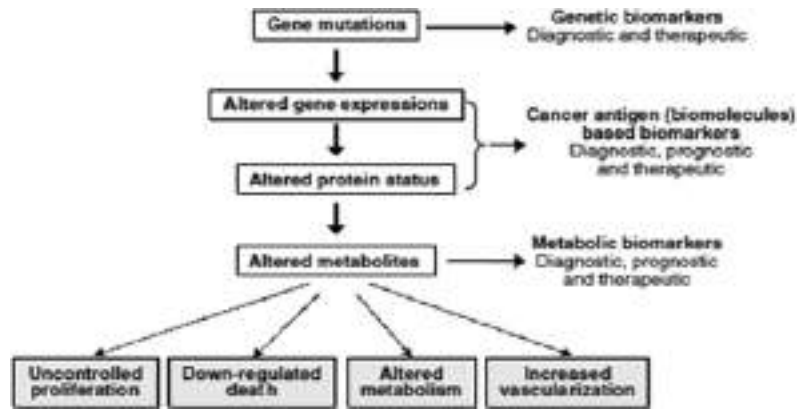 Gene mutations
Genetic biomarkers
Diagnostic and therapeutic
Altered gene expressions
Cancer antigen (biomolecules)
based biomarkers
Diagnostic, prognostic
and therapeutic
Altered protein status
Altered metabolites
Metabolic biomarkers
Diagnostic, prognostic
and therapeutic
Uncontrolled
proliferation
Down-regulated
death
Altered
metabolism
Increased
vascularization